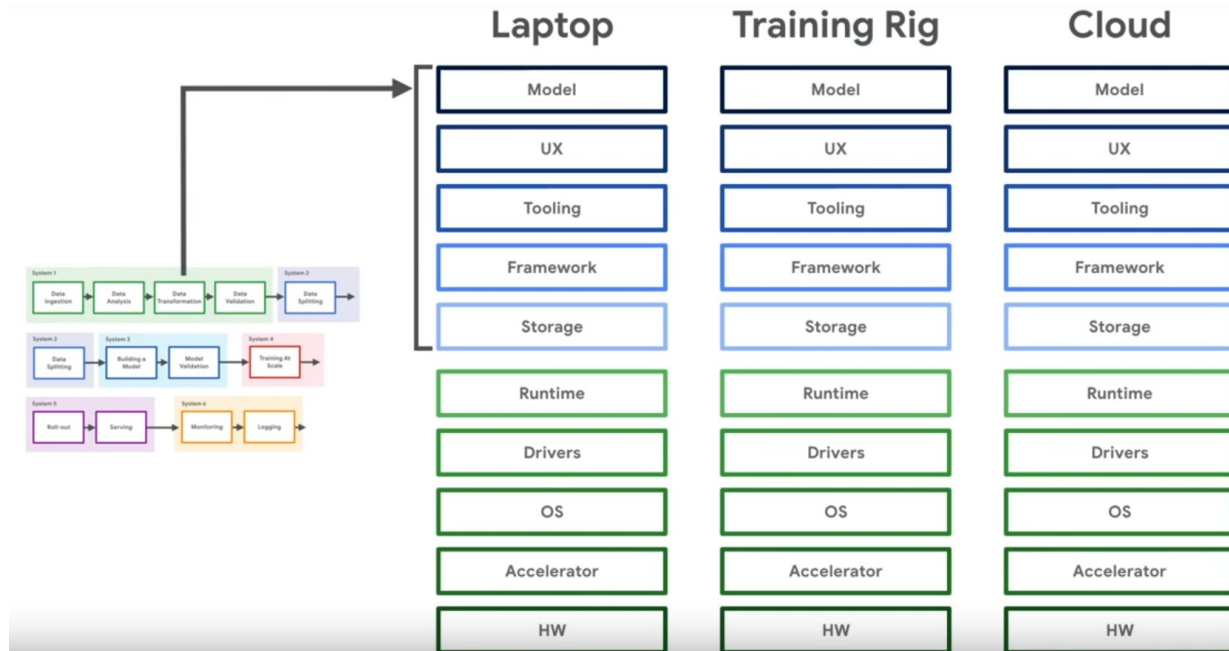 Laptop
Training Rig
Cloud
Model
Model
Model
UX
UX
UX
Tooling
Tooling
Tooling
Framework
Framework
Framework
Storage
Storage
Storage
Runtime
Runtime
Runtime
Drivers
Drivers
Drivers
OS
OS
OS
Accelerator
Accelerator
Accelerator
HW
HW
HW
System 1
System 2
Data
Ingestion
Data
Analysis
Data
Transformation
Data
Validation
Data
Splitting
System 2
System 3
System 4
Data
Splitting
Building a
Model
Model
Validation
Training At
Scale
System 5
System 6
Roll-out
Serving
Monitoring
Logging